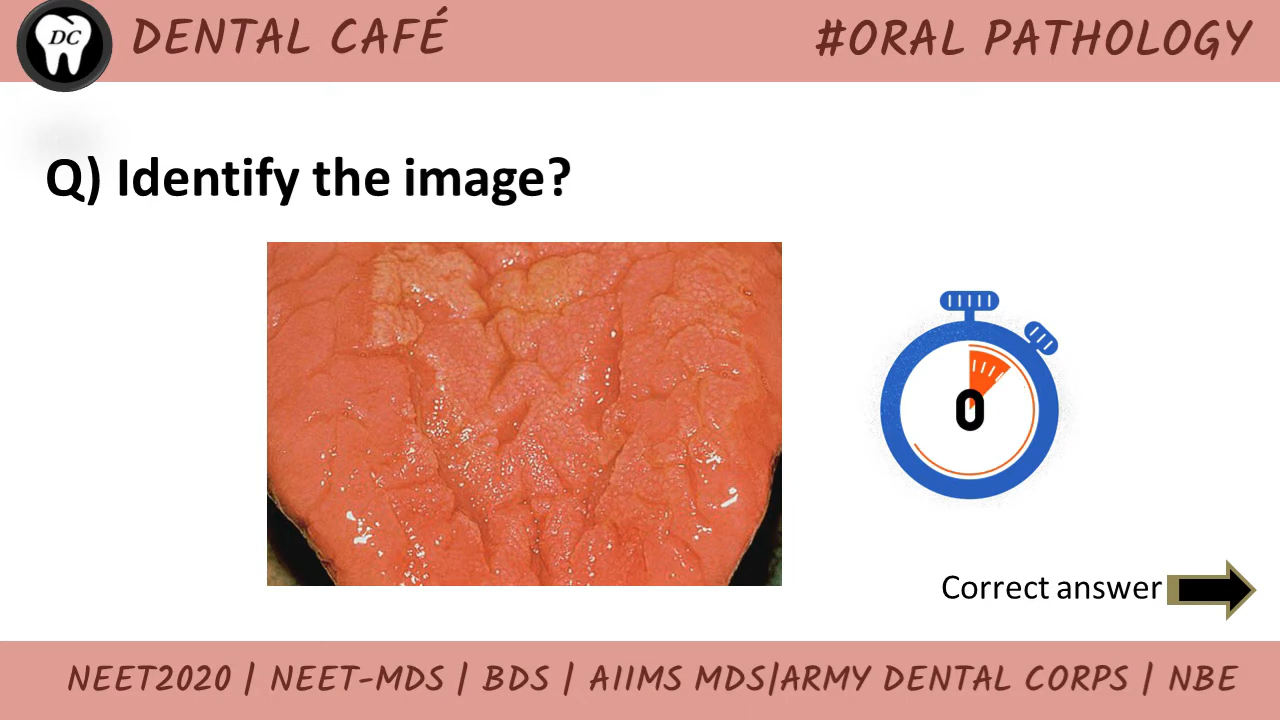 DC
DENTAL CAFÉ
#ORAL PATHOLOGY
Q) Identify the image?
0
Correct answer
NEET2020 | NEET-MDS | BDS | AIIMS MDS|ARMY DENTAL CORPS | NBE